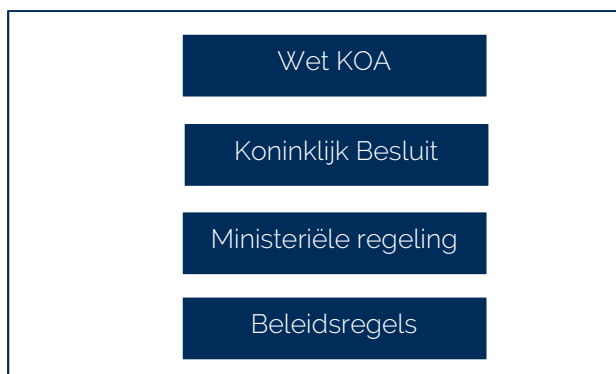 Wet KOA
Koninklijk Besluit
Ministeriële regeling
Beleidsregels